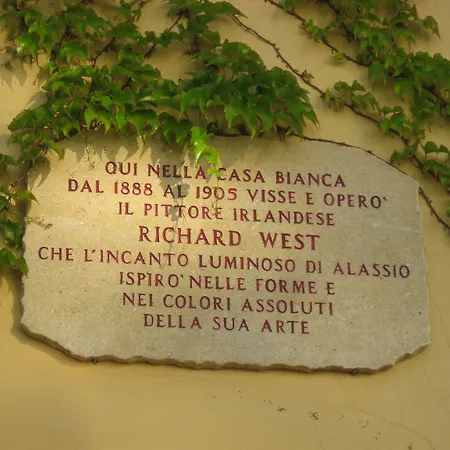 QUI NELLA CASA BIANCA
DAL 1888 AL 1905 VISSE E OPERO'
IL PITTORE IRLANDESE
RICHARD WEST
CHE L'INCANTO LUMINOSO DI ALASSIO
ISPIRO' NELLE FORME E
NEI COLORI ASSOLUTI
DELLA SUA ARTE